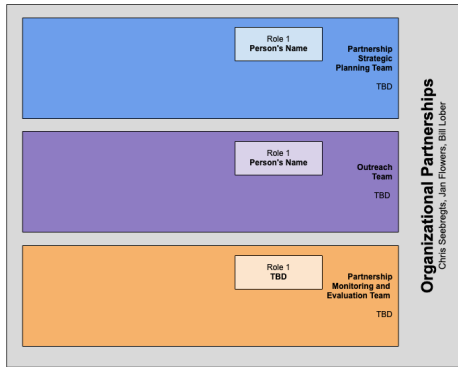 Role 1
Person's Name
Partnership
Strategic
Planning Team
TBD
Role 1
Person's Name
Outreach
Team
TBD
Role 1
TBD
Partnership
Monitoring and
Evaluation Team
TBD
Organizational Partnerships
Chris Seebregts, Jan Flowers, Bill Lober